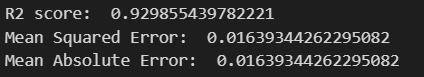 R2 score:  0.929855439782221
Mean Squared Error:  0.01639344262295082
Mean Absolute Error:  0.01639344262295082